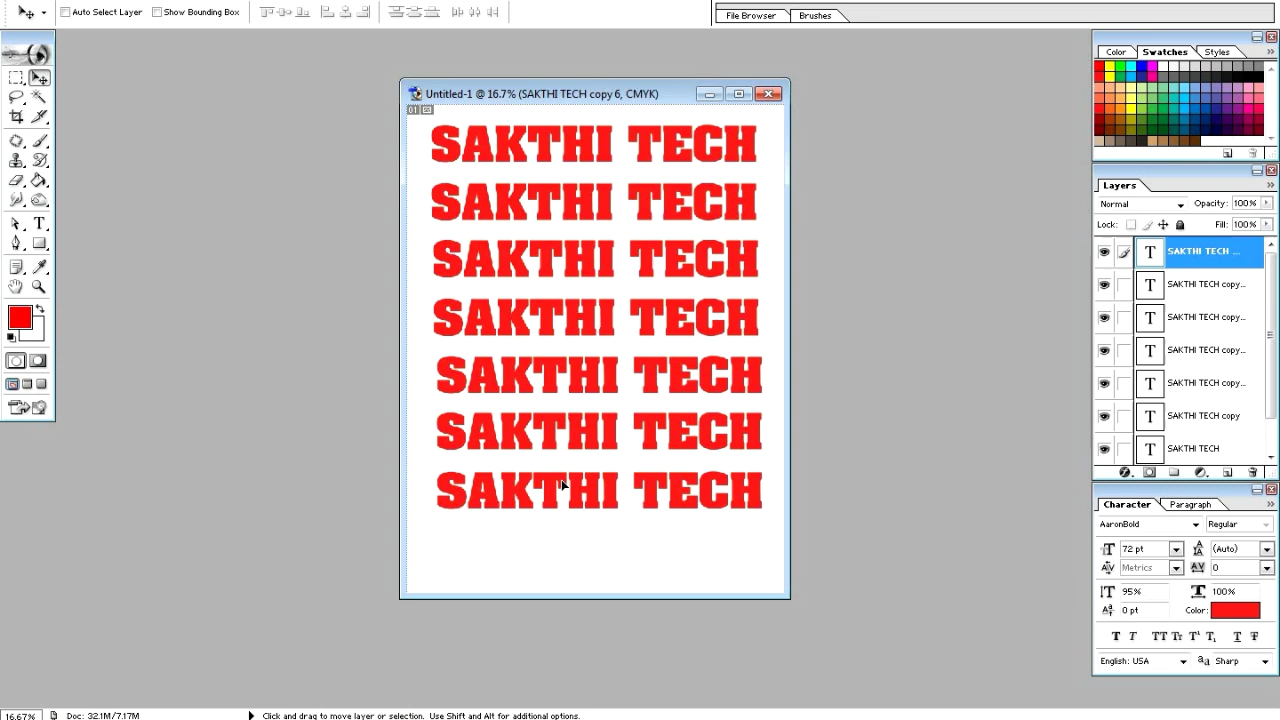 Auto Select Layer Show Bounding Box
File Browser Brushes
Untitled-1 @ 16.7% (SAKTHI TECH copy 6, CMYK)
SAKTHI TECH
SAKTHI TECH
SAKTHI TECH
SAKTHI TECH
SAKTHI TECH
SAKTHI TECH
SAKTHI TECH
Color Swatches Styles
Layers
Normal Opacity: 100%
Lock: Fill: 100%
T SAKTHI TECH ...
T SAKTHI TECH copy...
T SAKTHI TECH copy...
T SAKTHI TECH copy...
T SAKTHI TECH copy...
T SAKTHI TECH copy
T SAKTHI TECH
Character Paragraph
AaronBold Regular
72 pt (Auto)
Metrics 0
95% 100%
0 pt Color:
T T TT Tr T¹ T₁ T T
English: USA aa Sharp
16.67% Doc: 32.1M/7.17M Click and drag to move layer or selection. Use Shift and Alt for additional options.